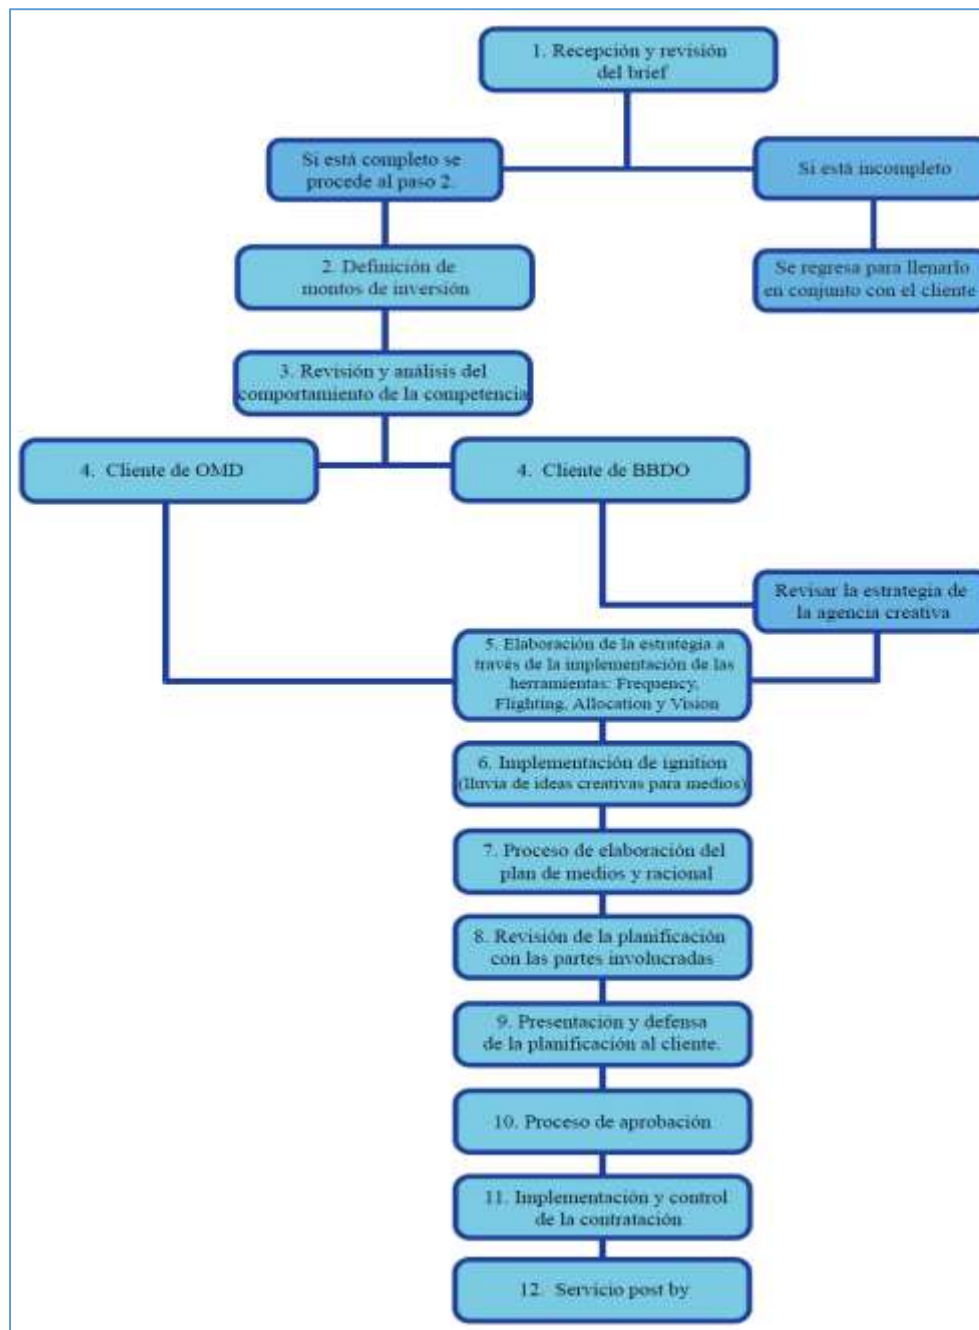 1. Recepción y revisión
del brief
Si está completo se
procede al paso 2.
Si está incompleto
2. Definición de
montos de inversión
Se regresa para llenarlo
en conjunto con el cliente
3. Revisión y análisis del
comportamiento de la competencia
4. Cliente de OMD
4. Cliente de BBDO
Revisar la estrategia de
la agencia creativa
5. Elaboración de la estrategia a
través de la implementación de las
herramientas: Frequency,
Flighting, Allocation y Vision
6. Implementación de ignition
(lluvia de ideas creativas para medios)
7. Proceso de elaboración del
plan de medios y racional
8. Revisión de la planificación
con las partes involucradas
9. Presentación y defensa
de la planificación al cliente.
10. Proceso de aprobación
11. Implementación y control
de la contratación
12. Servicio post by